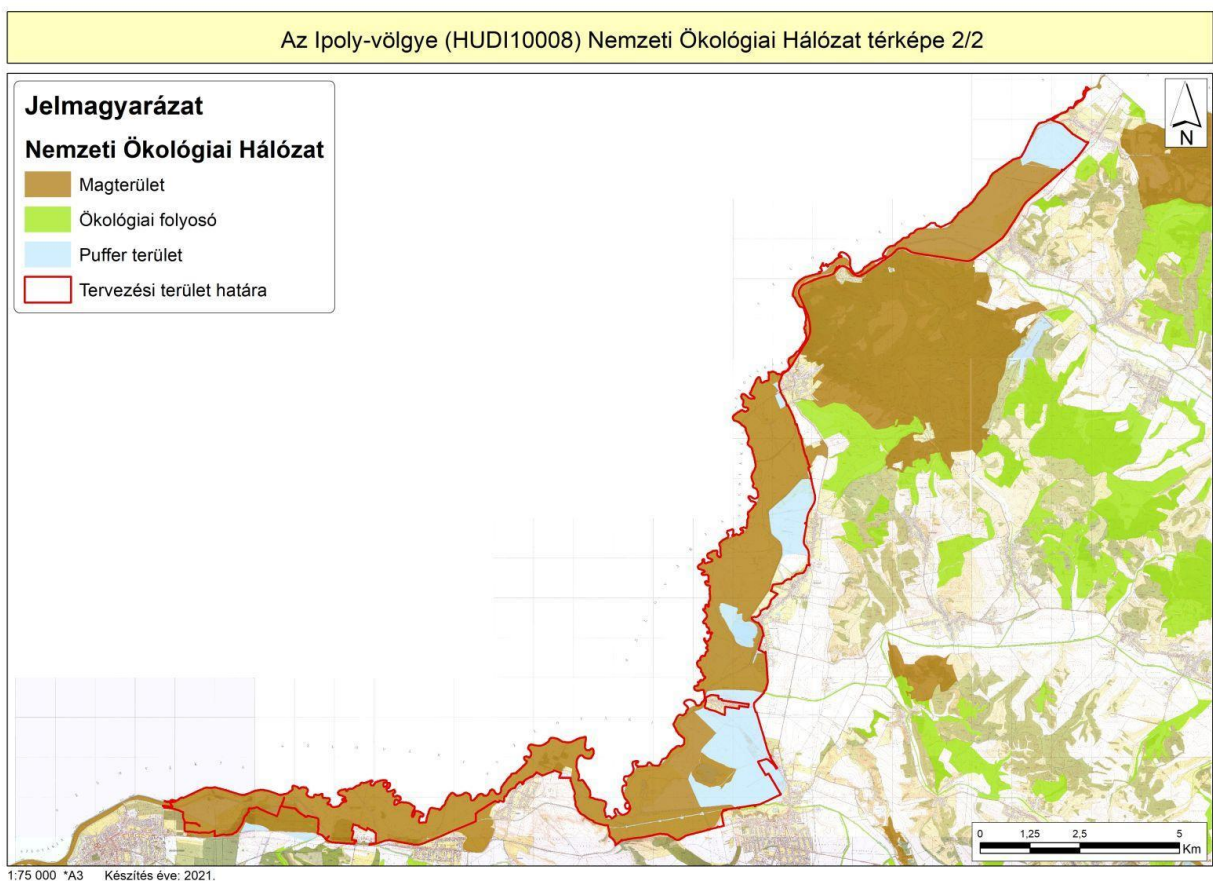 Az Ipoly-völgye (HUDI10008) Nemzeti Ökológiai Hálózat térképe 2/2
Jelmagyarázat
Nemzeti Ökológiai Hálózat
Magterület
Ökológiai folyosó
Puffer terület
Tervezési terület határa
N
0 1,25 2,5 5
Km
1:75 000 *A3 Készítés éve: 2021.